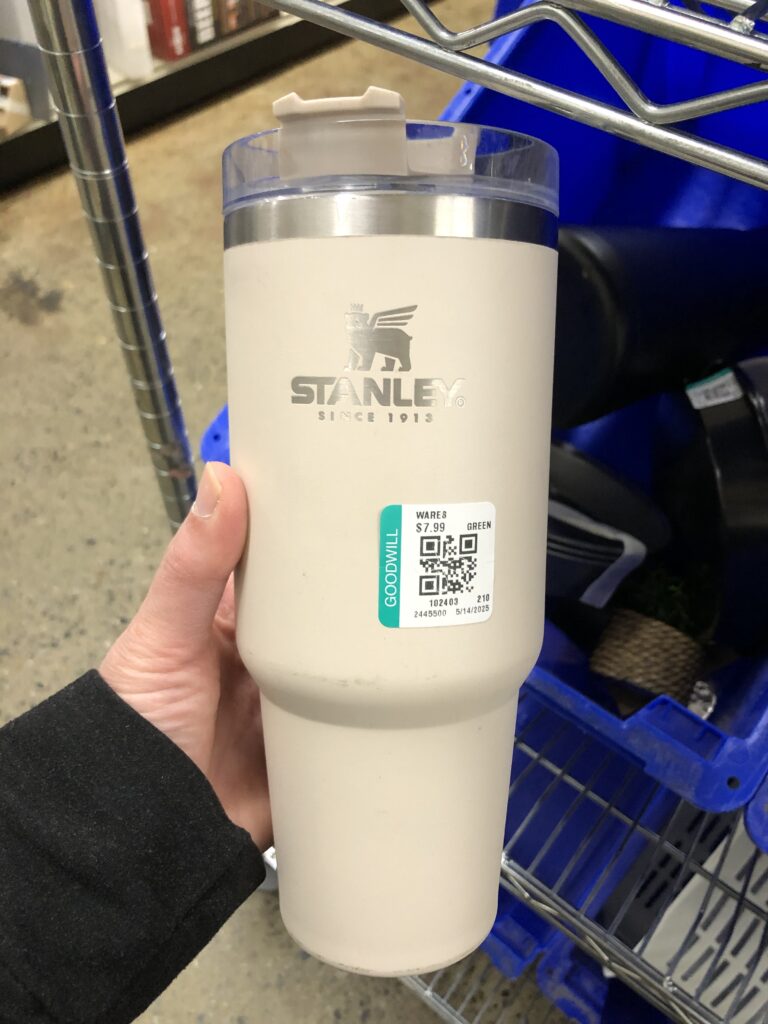 STANLEY®
SINCE 1913
GOODWILL
WARES
$7.99 GREEN
102403 210
2445500 5/14/2025